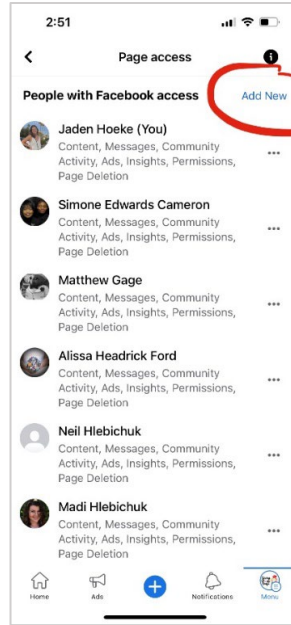 2:51
Page access
People with Facebook access
Add New
Jaden Hoeke (You)
Content, Messages, Community
Activity, Ads, Insights, Permissions,
Page Deletion
Simone Edwards Cameron
Content, Messages, Community
Activity, Ads, Insights, Permissions,
Page Deletion
Matthew Gage
Content, Messages, Community
Activity, Ads, Insights, Permissions,
Page Deletion
Alissa Headrick Ford
Content, Messages, Community
Activity, Ads, Insights, Permissions,
Page Deletion
Neil Hlebichuk
Content, Messages, Community
Activity, Ads, Insights, Permissions,
Page Deletion
Madi Hlebichuk
Content, Messages, Community
Activity, Ads, Insights, Permissions,
Page Deletion
Home
Ads
Notifications
Menu